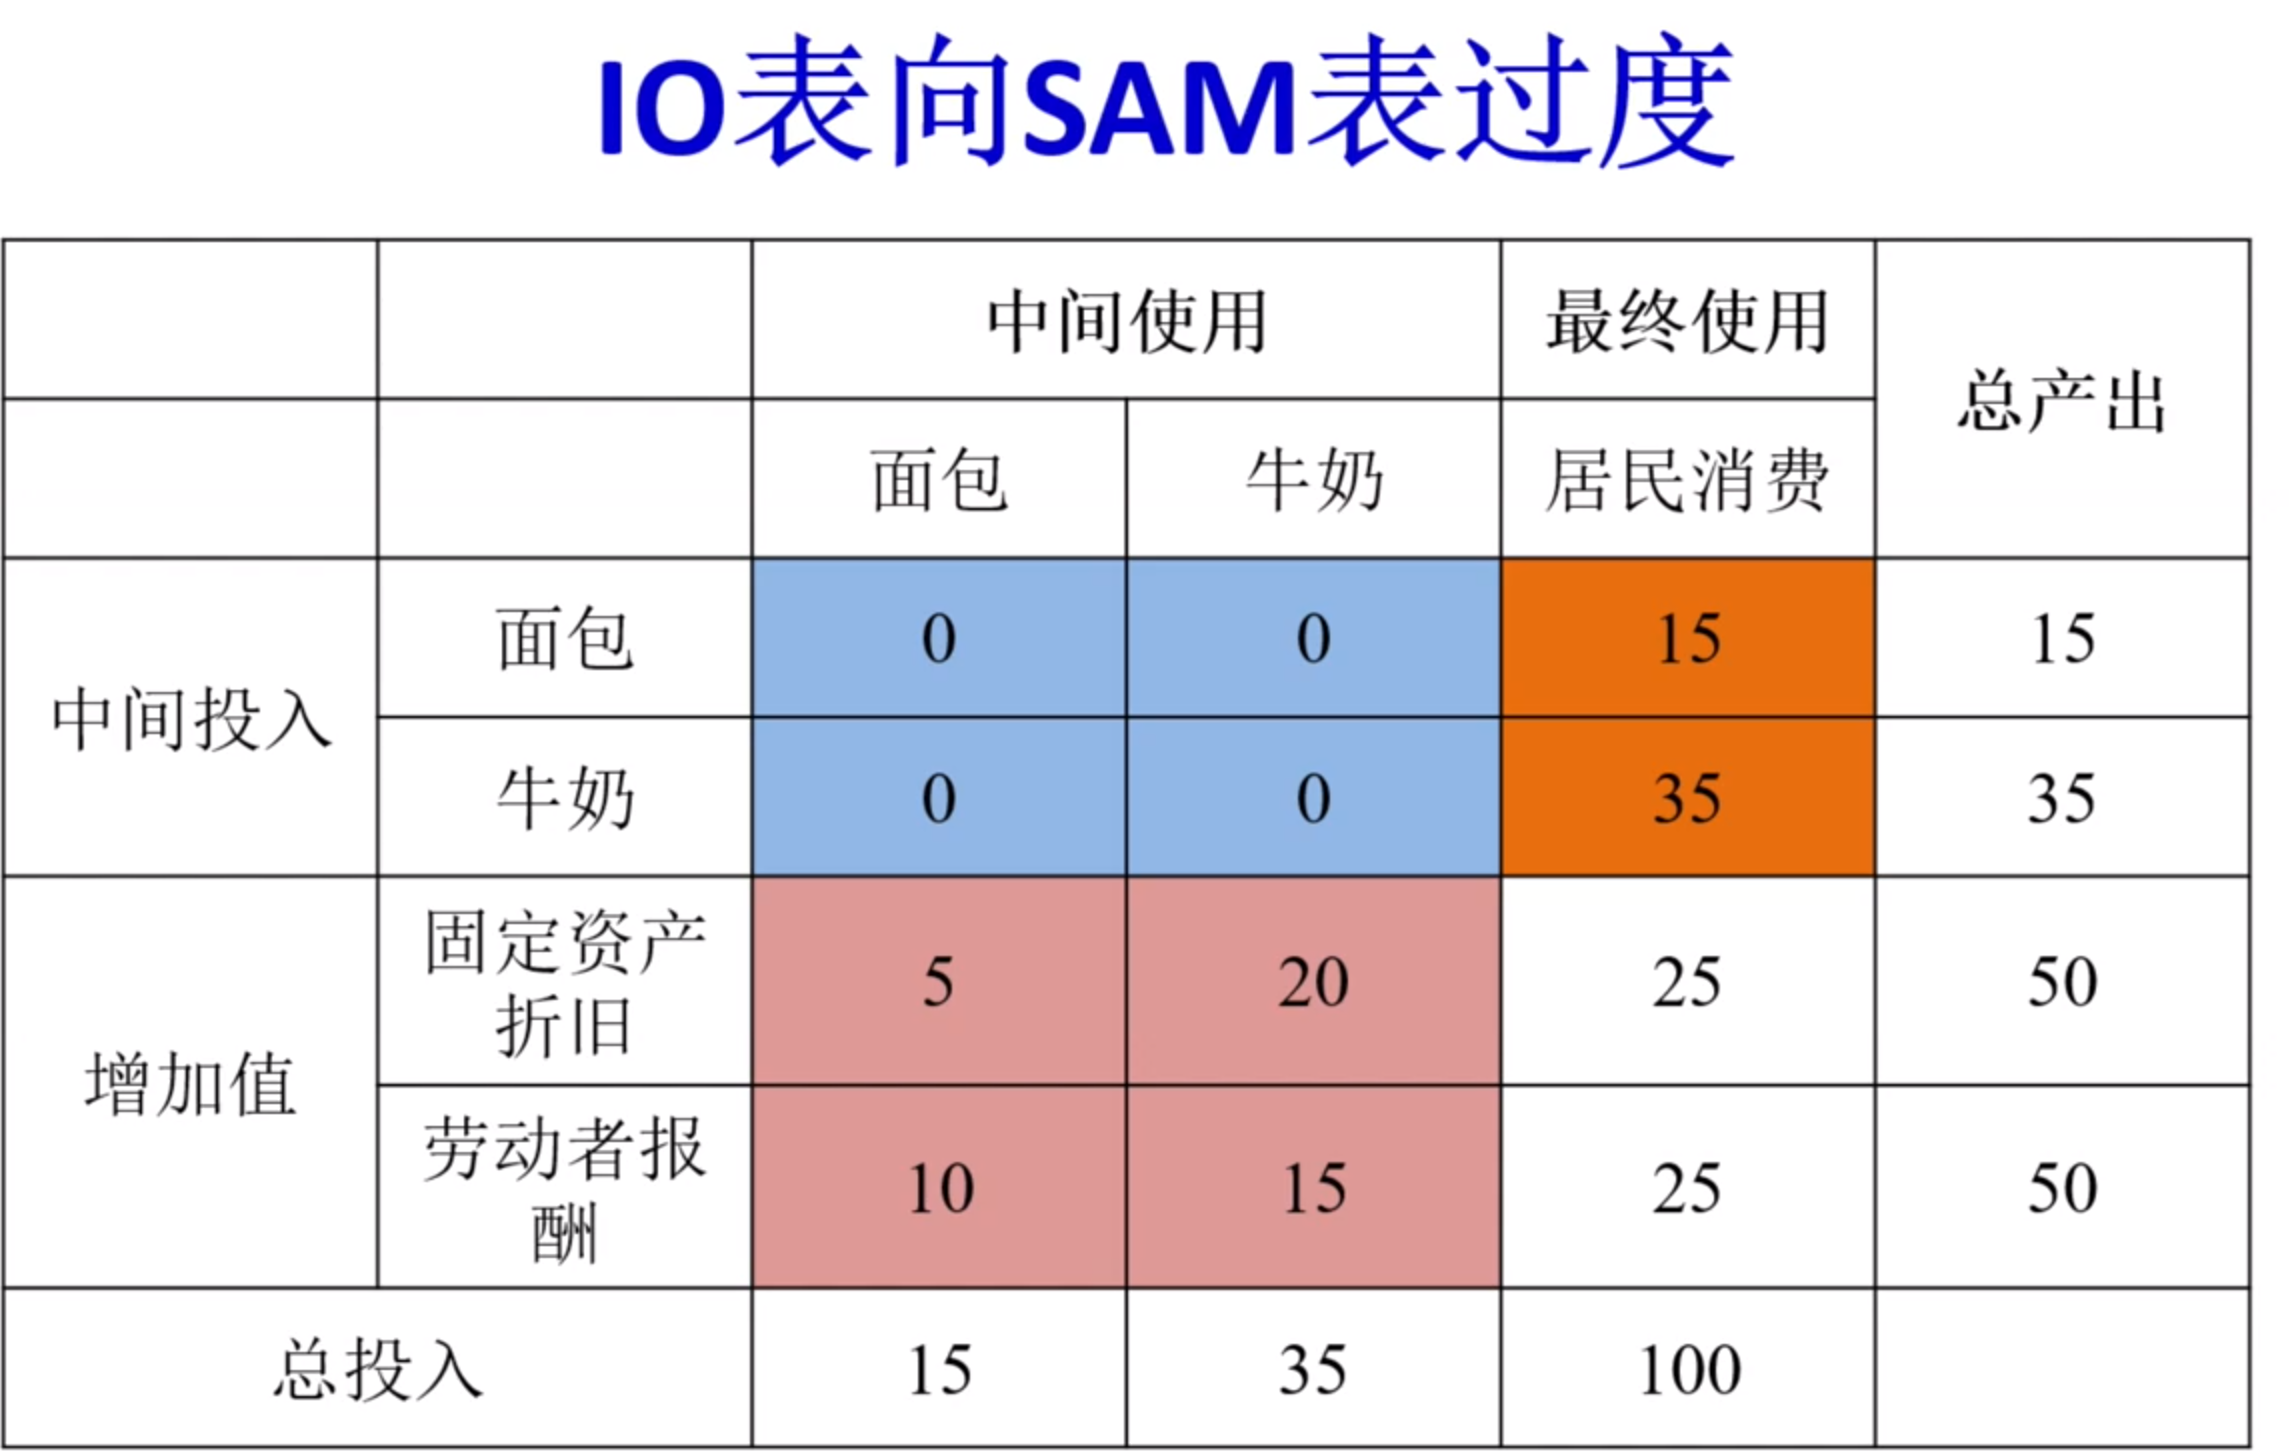 IO表向SAM表过度
中间使用 最终使用 总产出
面包 牛奶 居民消费
中间投入 面包 0 0 15 15
牛奶 0 0 35 35
增加值 固定资产
折旧 5 20 25 50
劳动者报
酬 10 15 25 50
总投入 15 35 100